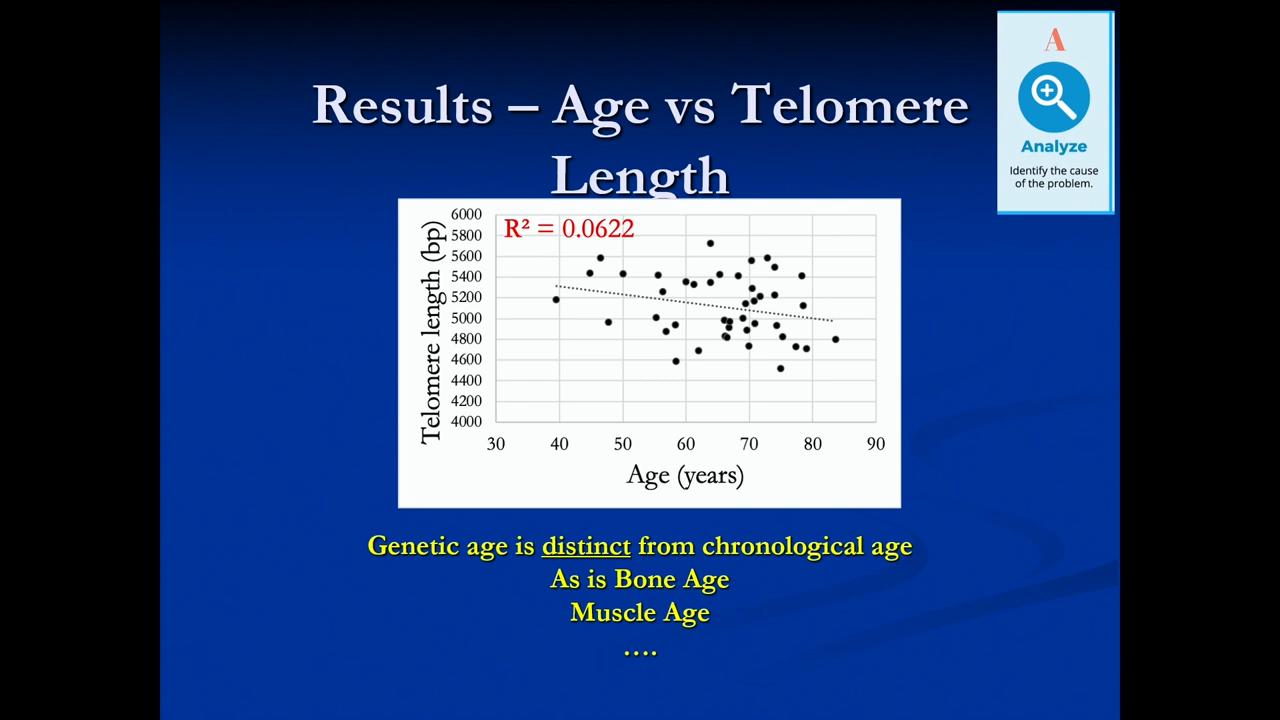 A
Analyze
Identify the cause
of the problem.
Results – Age vs Telomere
Length
R² = 0.0622
Telomere length (bp)
6000
5800
5600
5400
5200
5000
4800
4600
4400
4200
4000
30 40 50 60 70 80 90
Age (years)
Genetic age is distinct from chronological age
As is Bone Age
Muscle Age
....